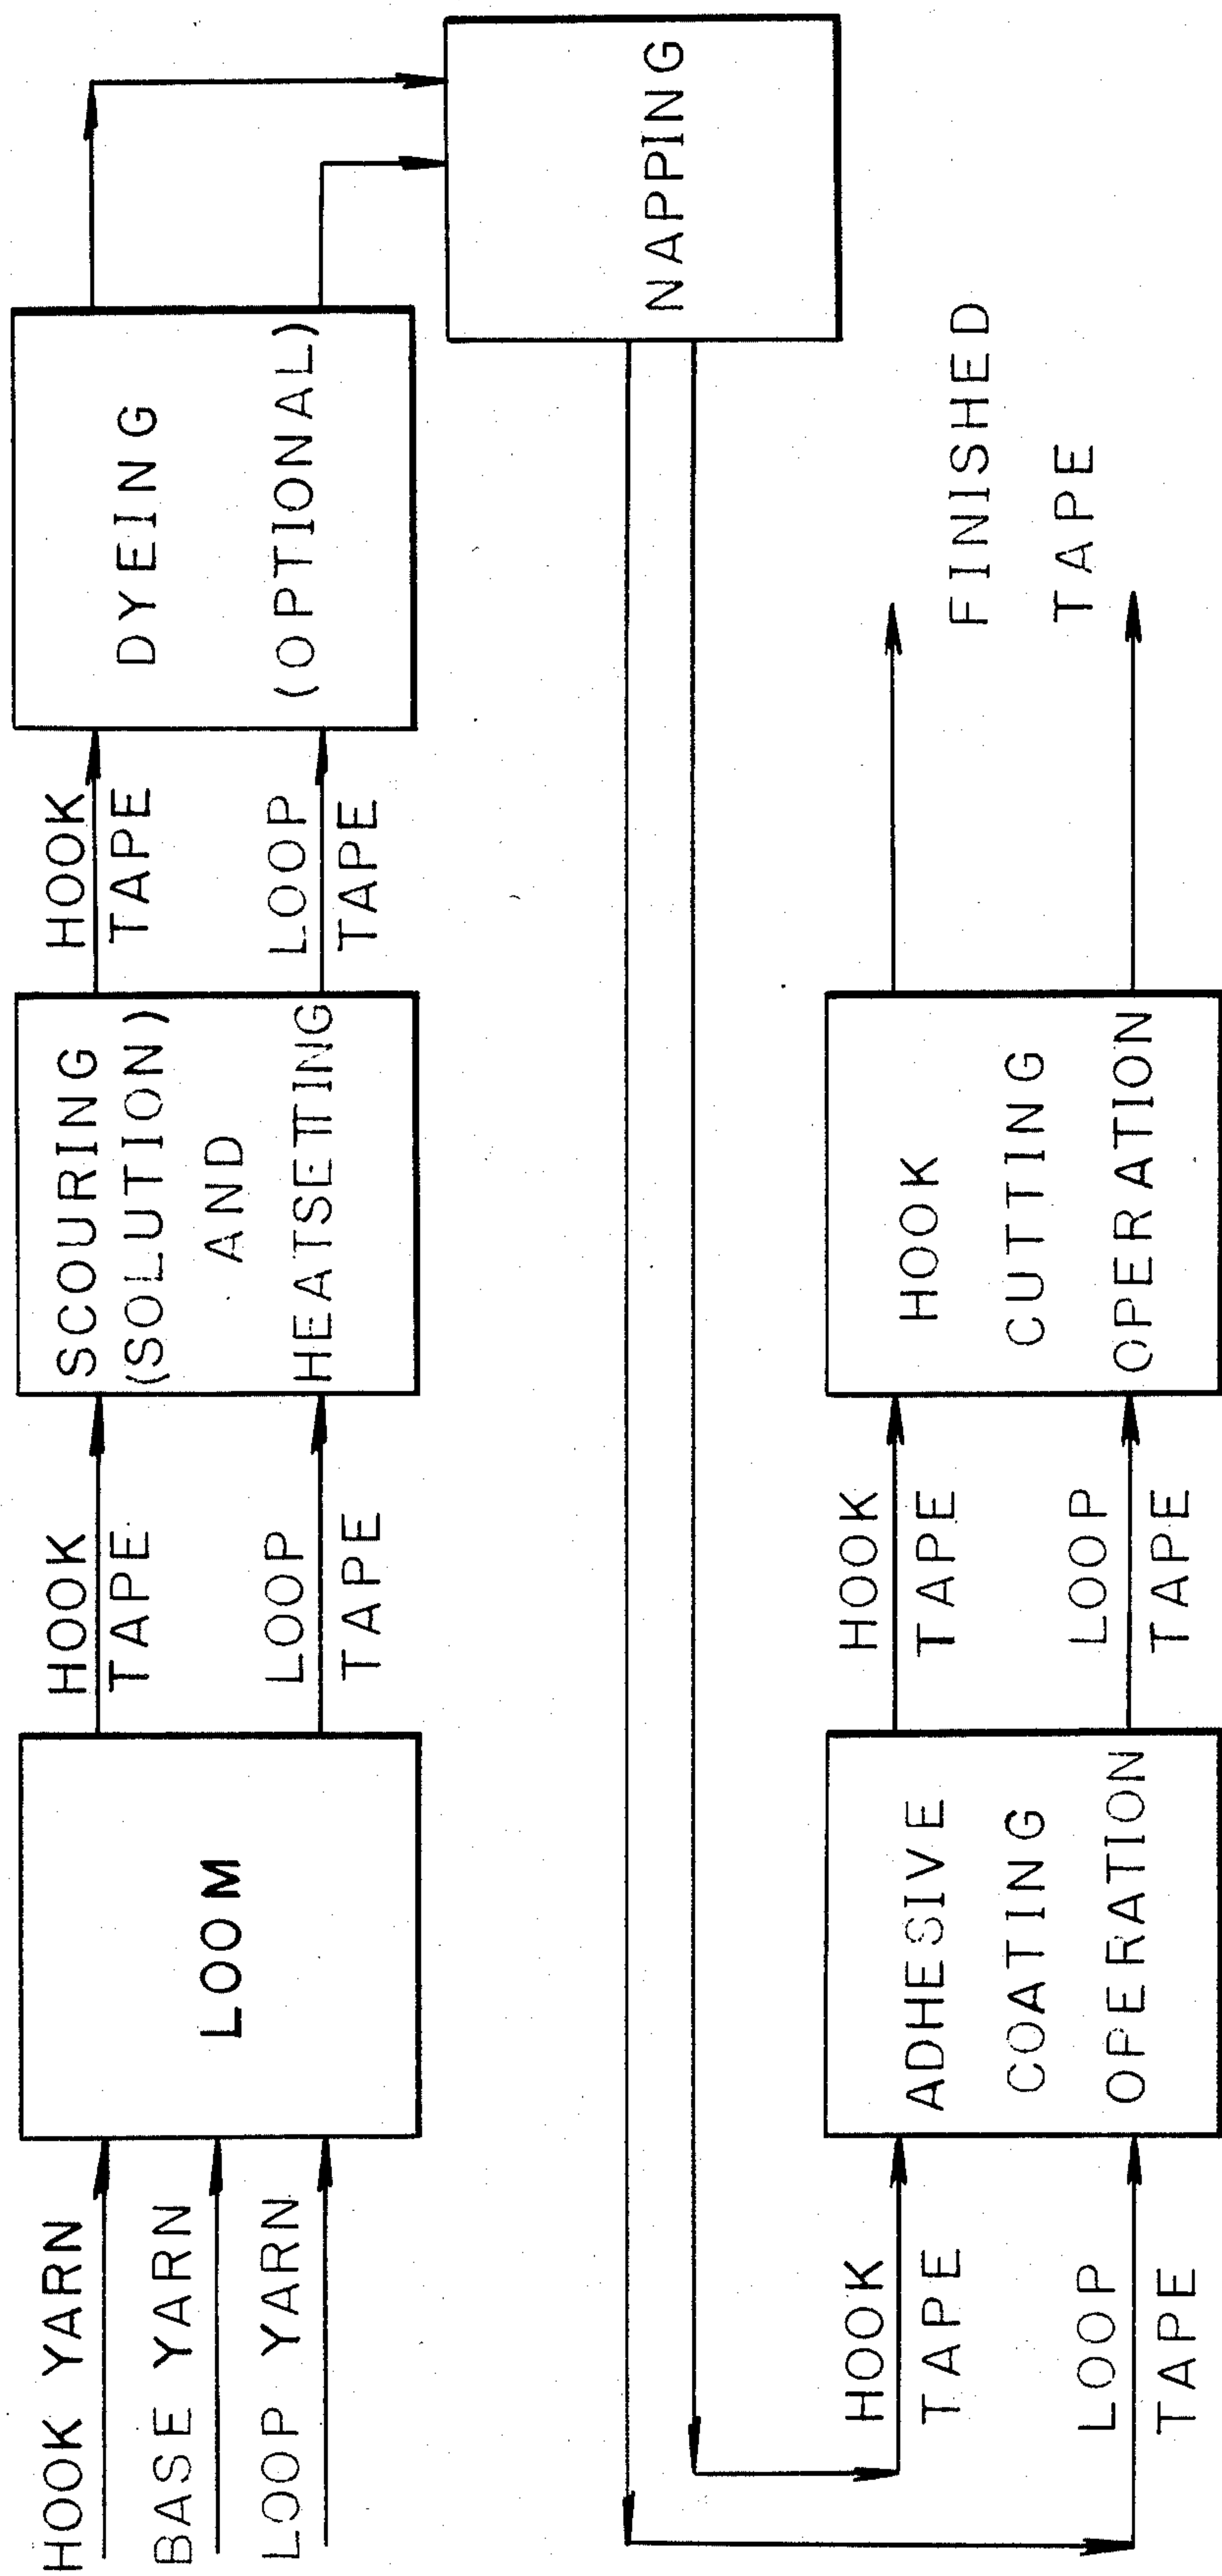 HOOK YARN
BASE YARN
LOOP YARN
LOOM
HOOK
TAPE
LOOP
TAPE
SCOURING
(SOLUTION)
AND
HEATSETTING
HOOK
TAPE
LOOP
TAPE
DYEING
(OPTIONAL)
NAPPING
HOOK
TAPE
LOOP
TAPE
ADHESIVE
COATING
OPERATION
HOOK
TAPE
LOOP
TAPE
HOOK
CUTTING
OPERATION
FINISHED
TAPE